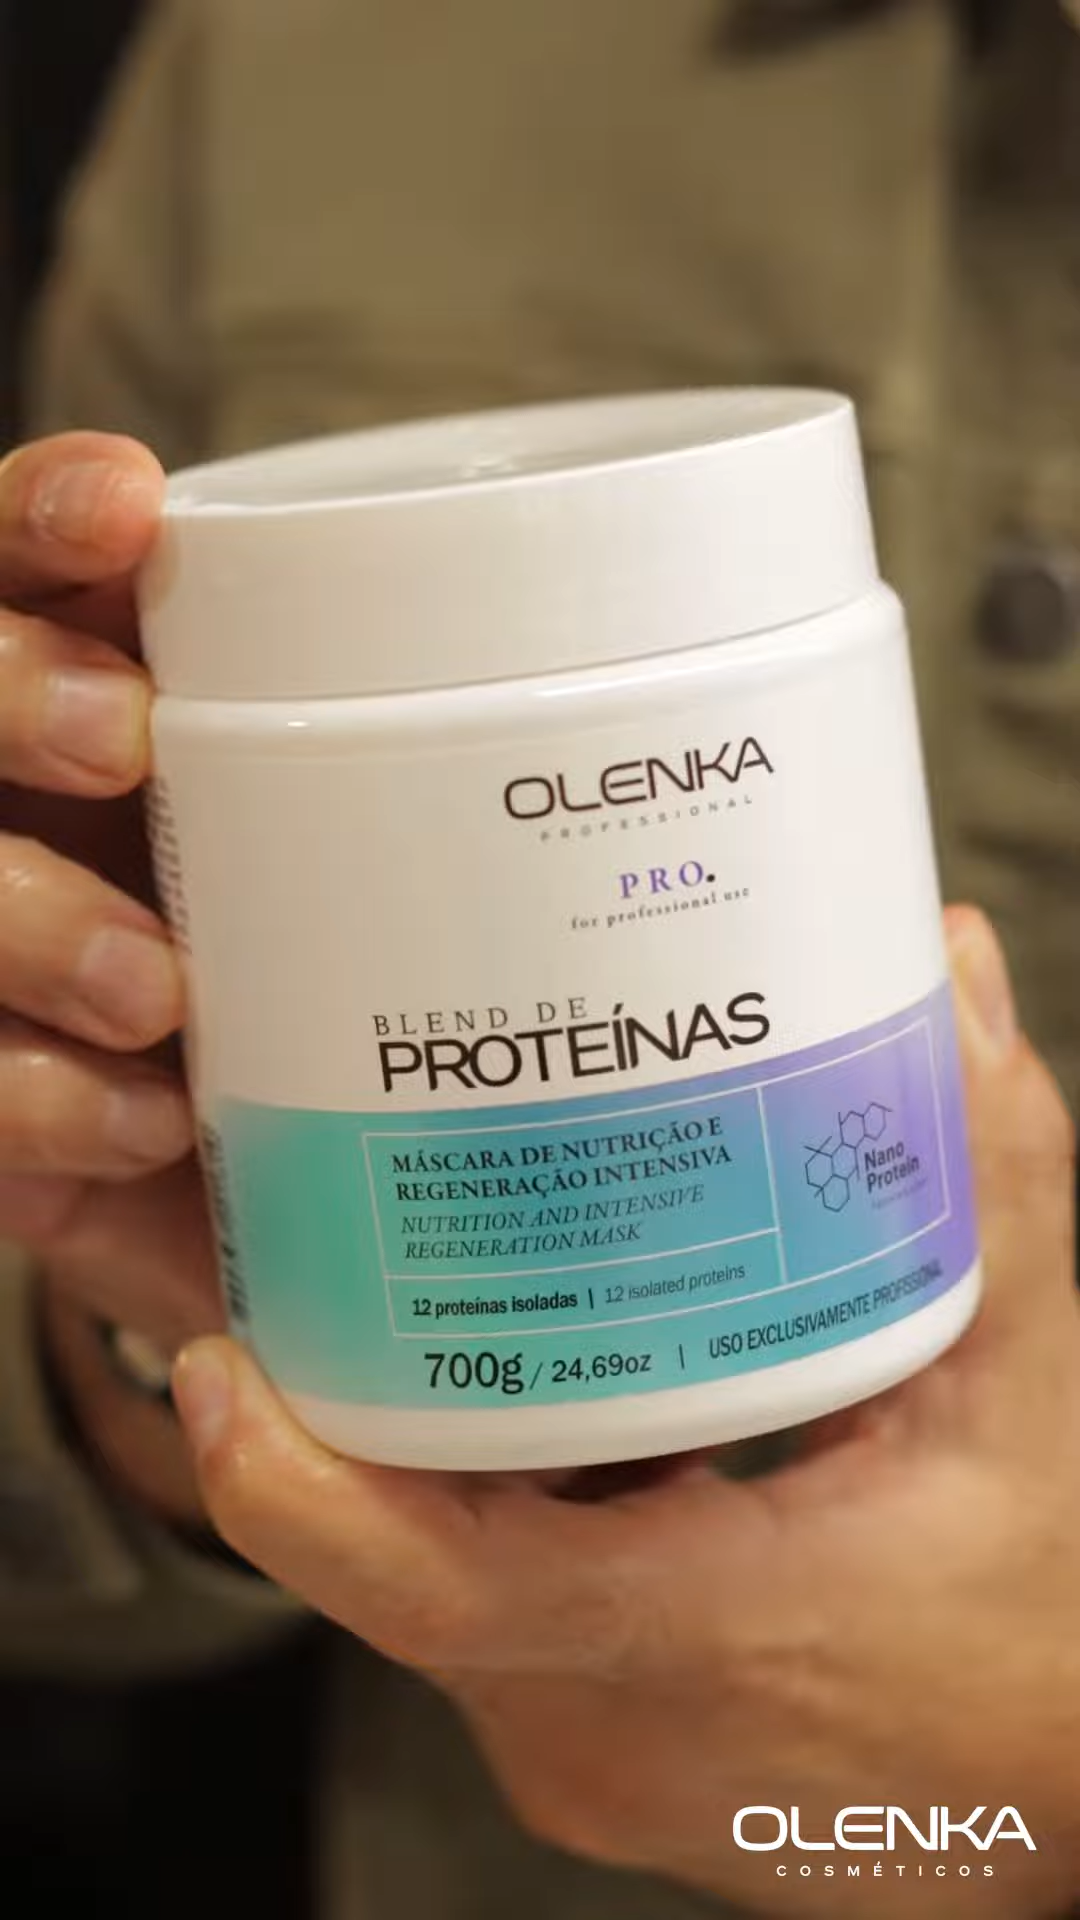 OLENKA
PROFESSIONAL
PRO.
for professional use
BLEND DE
PROTEÍNAS
MÁSCARA DE NUTRIÇÃO E
REGENERAÇÃO INTENSIVA
NUTRITION AND INTENSIVE
REGENERATION MASK
Nano
Protein
12 proteínas isoladas | 12 isolated proteins
700g / 24,69oz | USO EXCLUSIVAMENTE PROFISSIONAL
OLENKA
COSMÉTICOS